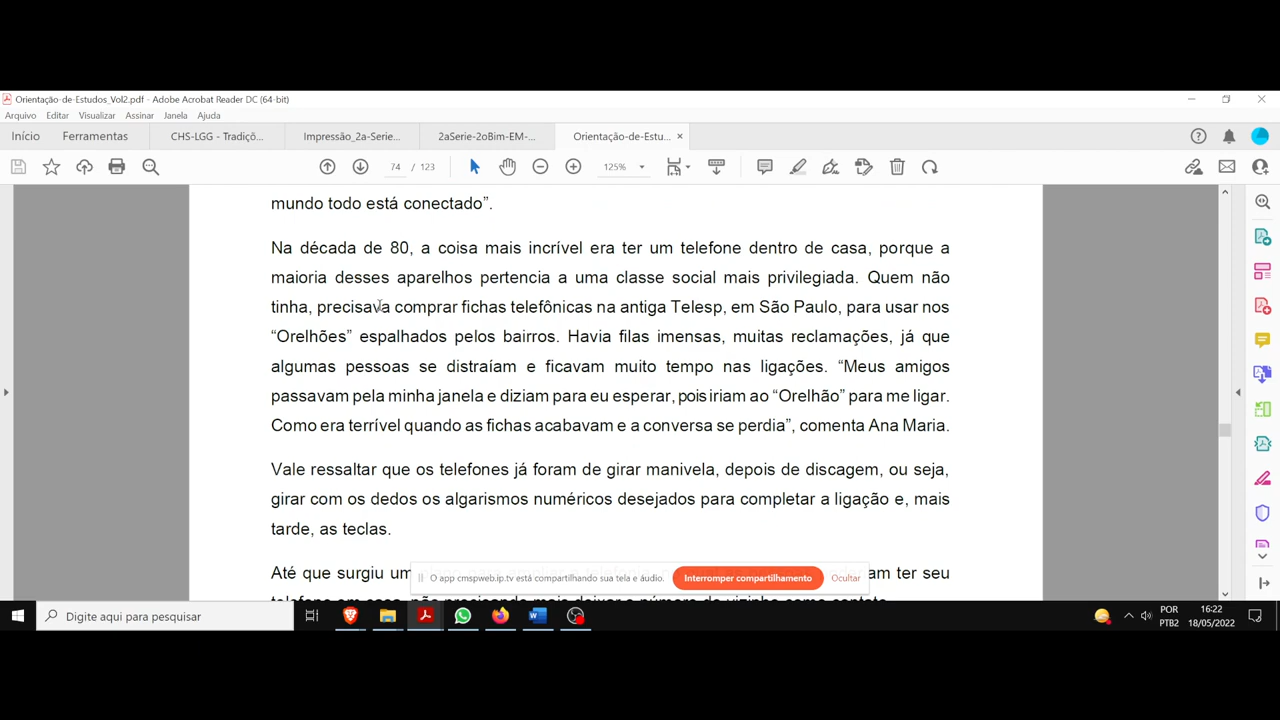 Orientação-de-Estudos_Vol2.pdf - Adobe Acrobat Reader DC (64-bit)
Arquivo Editar Visualizar Assinar Janela Ajuda
Início Ferramentas CHS-LGG - Tradiçõ... Impressão_2a-Serie... 2aSerie-2oBim-EM-... Orientação-de-Estu...
74 / 123 125%
mundo todo está conectado”.
Na década de 80, a coisa mais incrível era ter um telefone dentro de casa, porque a
maioria desses aparelhos pertencia a uma classe social mais privilegiada. Quem não
tinha, precisava comprar fichas telefônicas na antiga Telesp, em São Paulo, para usar nos
“Orelhões” espalhados pelos bairros. Havia filas imensas, muitas reclamações, já que
algumas pessoas se distraíam e ficavam muito tempo nas ligações. “Meus amigos
passavam pela minha janela e diziam para eu esperar, pois iriam ao “Orelhão” para me ligar.
Como era terrível quando as fichas acabavam e a conversa se perdia”, comenta Ana Maria.
Vale ressaltar que os telefones já foram de girar manivela, depois de discagem, ou seja,
girar com os dedos os algarismos numéricos desejados para completar a ligação e, mais
tarde, as teclas.
Até que surgiu um ter seu
O app cmspweb.ip.tv está compartilhando sua tela e áudio. Interromper compartilhamento Ocultar
Digite aqui para pesquisar
POR 16:22
PTB2 18/05/2022